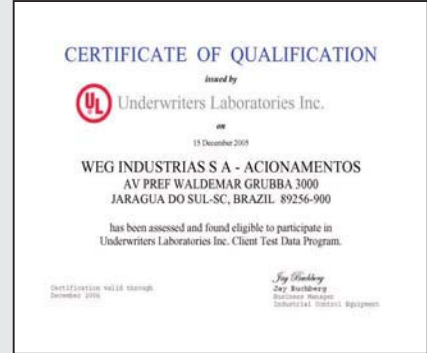 CERTIFICATE OF QUALIFICATION
issued by
UL Underwriters Laboratories Inc.
on
15 December 2005
WEG INDUSTRIAS S A - ACIONAMENTOS
AV PREF WALDEMAR GRUBBA 3000
JARAGUA DO SUL-SC, BRAZIL 89256-900
has been assessed and found eligible to participate in
Underwriters Laboratories Inc. Client Test Data Program.
Certification valid through
December 2006
Jay Buchberg
Jay Buchberg
Business Manager
Industrial Control Equipment